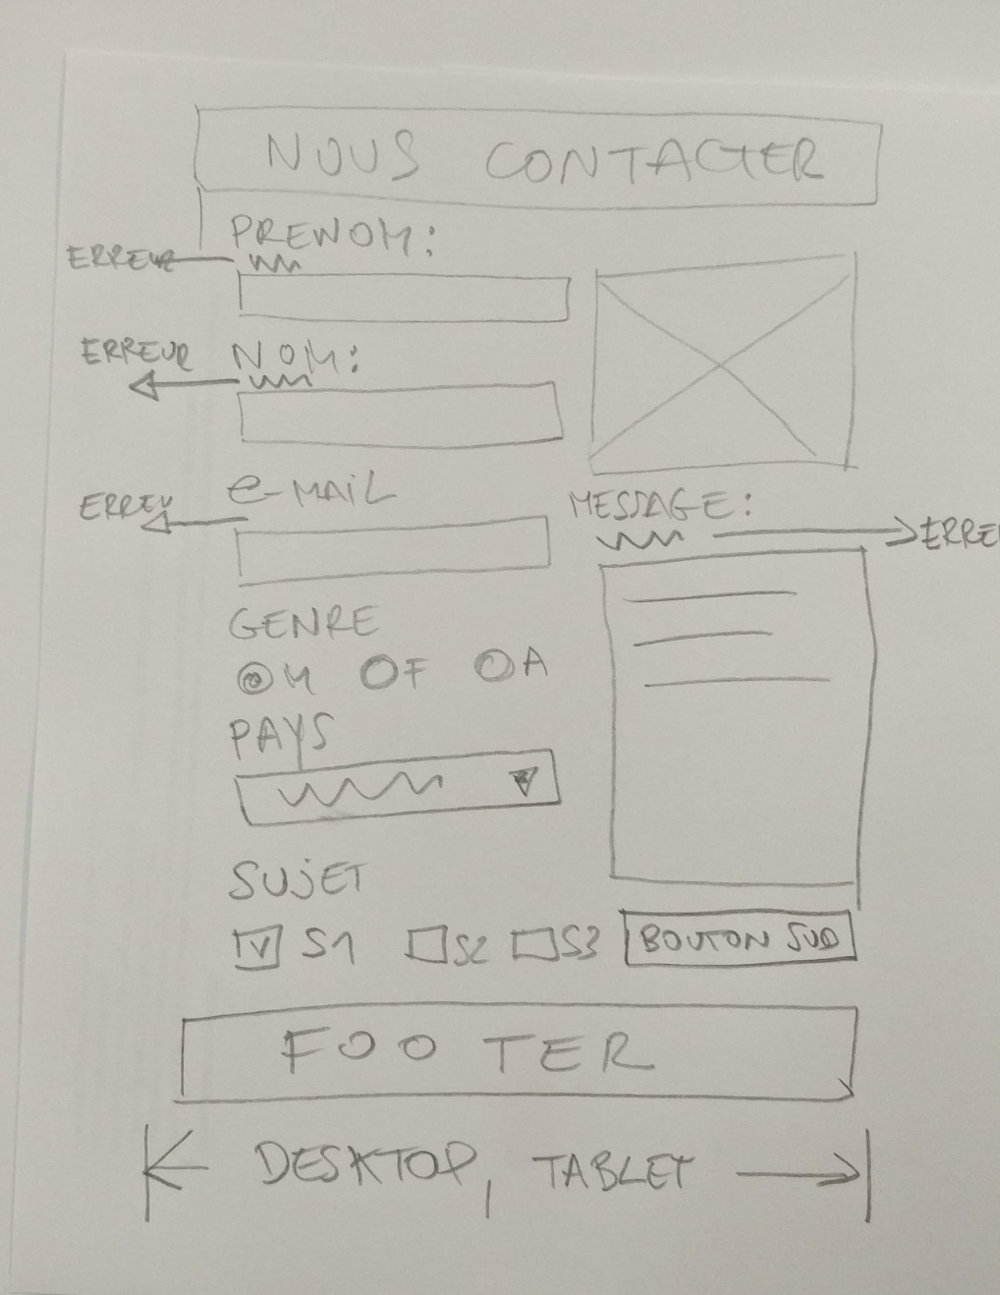 NOUS CONTACTER
PRENOM:
ERREUR
ERREUR
NOM:
e-MAIL
ERREU
MESSAGE:
ERREU
GENRE
M F A
PAYS
SUJET
V S1 S2 S3
BOUTON SUB
FOOTER
DESKTOP, TABLET